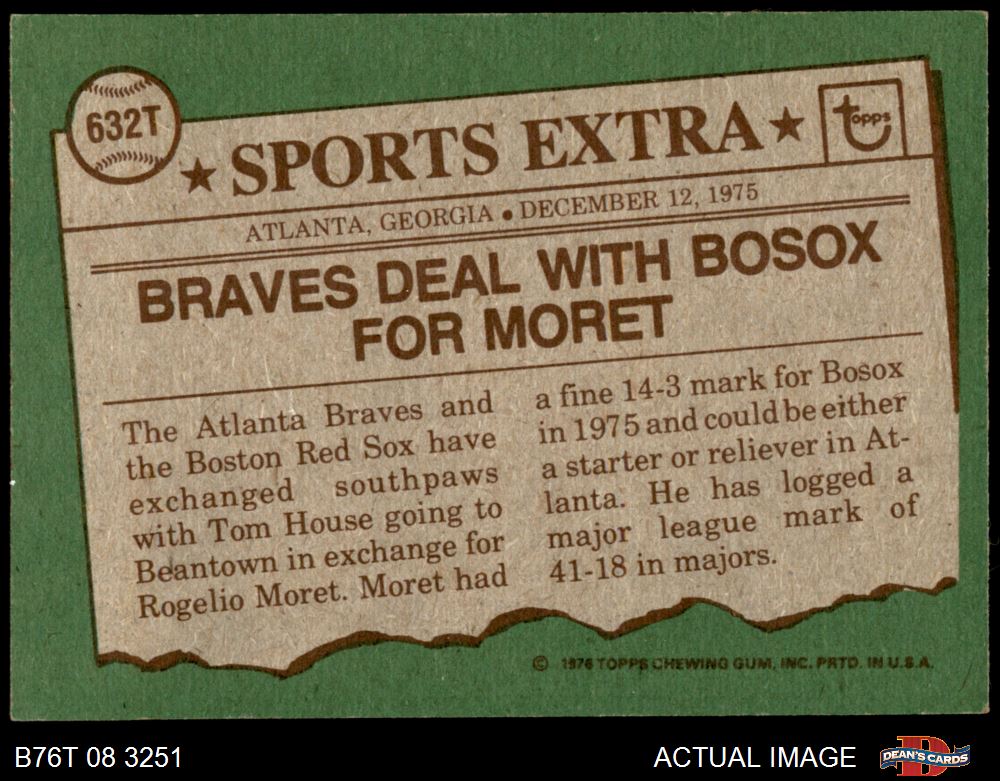 632T
★ SPORTS EXTRA ★
topps
ATLANTA, GEORGIA • DECEMBER 12, 1975
BRAVES DEAL WITH BOSOX
FOR MORET
The Atlanta Braves and
the Boston Red Sox have
exchanged southpaws
with Tom House going to
Beantown in exchange for
Rogelio Moret. Moret had
a fine 14-3 mark for Bosox
in 1975 and could be either
a starter or reliever in At-
lanta. He has logged a
major league mark of
41-18 in majors.
© 1976 TOPPS CHEWING GUM, INC. PRTD. IN U.S.A.
B76T 08 3251
ACTUAL IMAGE
DEAN'S CARDS